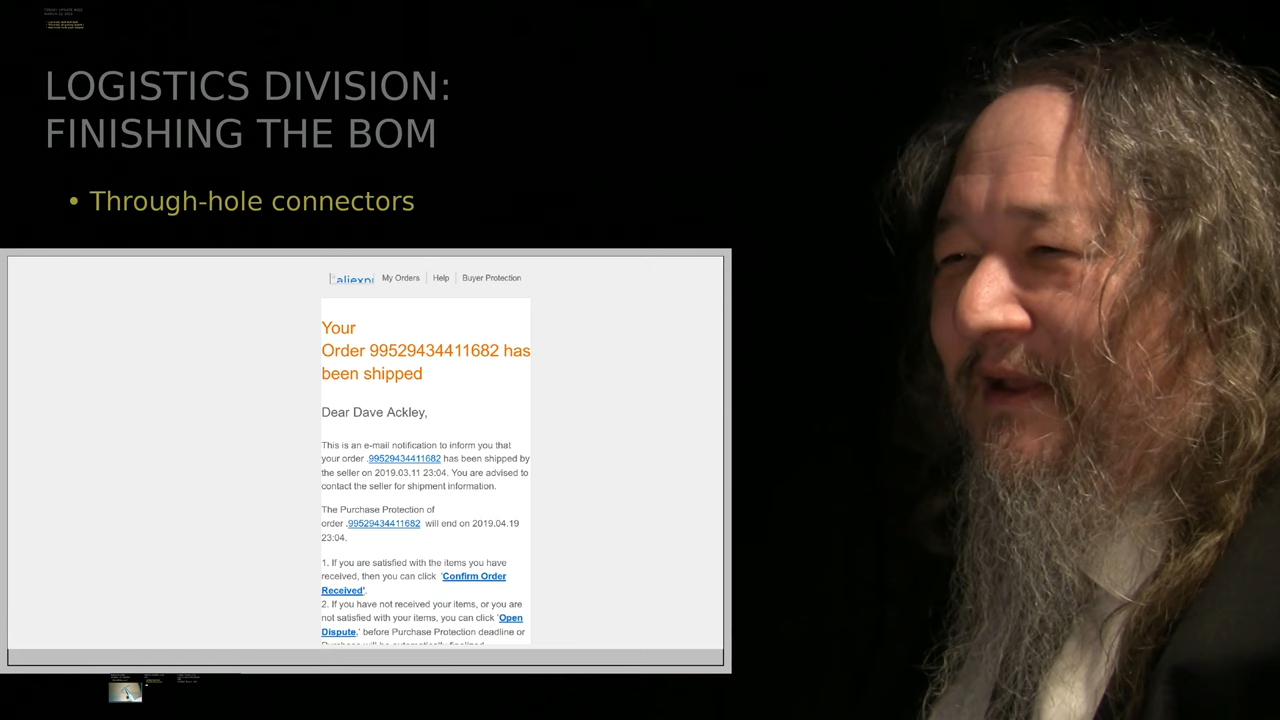 LOGISTICS DIVISION:
FINISHING THE BOM
• Through-hole connectors
My Orders Help Buyer Protection
Your
Order 99529434411682 has
been shipped
Dear Dave Ackley,
This is an e-mail notification to inform you that
your order .99529434411682 has been shipped by
the seller on 2019.03.11 23:04. You are advised to
contact the seller for shipment information.
The Purchase Protection of
order .99529434411682 will end on 2019.04.19
23:04.
1. If you are satisfied with the items you have
received, then you can click 'Confirm Order
Received'.
2. If you have not received your items, or you are
not satisfied with your items, you can click 'Open
Dispute,' before Purchase Protection deadline or